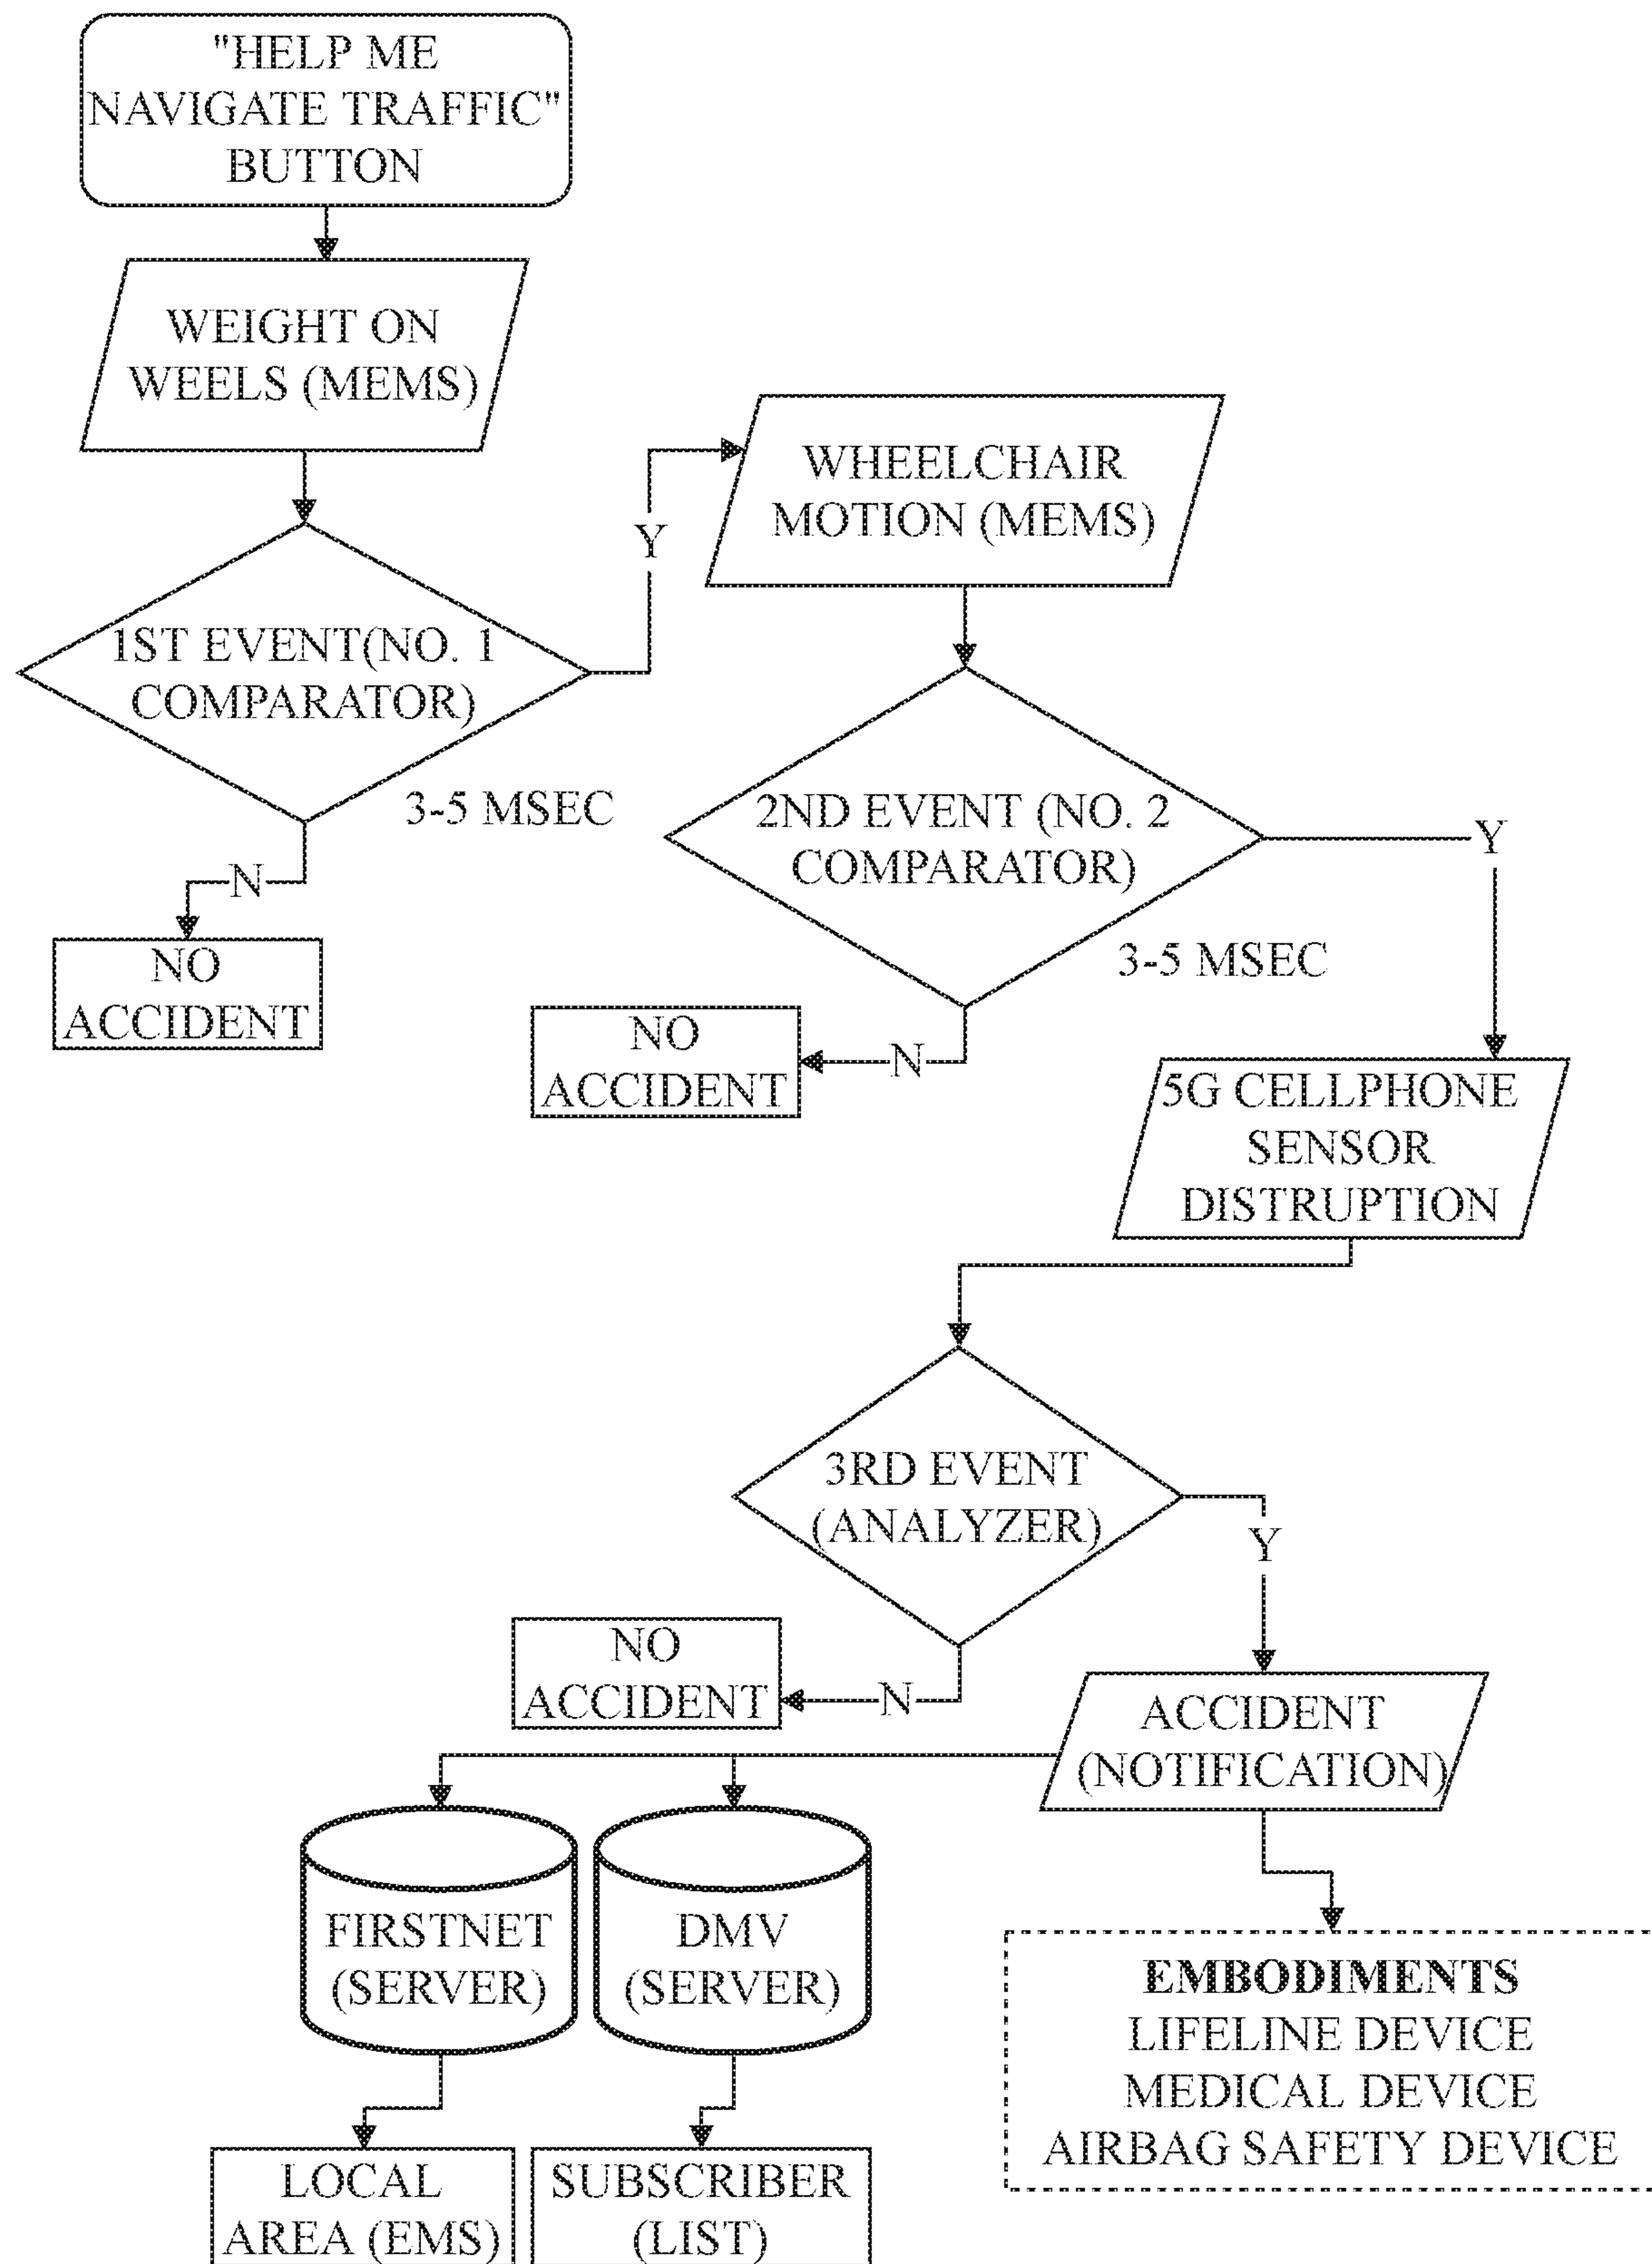 "HELP ME
NAVIGATE TRAFFIC"
BUTTON
WEIGHT ON
WEELS (MEMS)
WHEELCHAIR
MOTION (MEMS)
Y
1ST EVENT(NO. 1
COMPARATOR)
3-5 MSEC
N
NO
ACCIDENT
2ND EVENT (NO. 2
COMPARATOR)
Y
3-5 MSEC
N
NO
ACCIDENT
5G CELLPHONE
SENSOR
DISTRUPTION
3RD EVENT
(ANALYZER)
Y
N
NO
ACCIDENT
ACCIDENT
(NOTIFICATION)
FIRSTNET
(SERVER)
DMV
(SERVER)
EMBODIMENTS
LIFELINE DEVICE
MEDICAL DEVICE
AIRBAG SAFETY DEVICE
LOCAL
AREA (EMS)
SUBSCRIBER
(LIST)